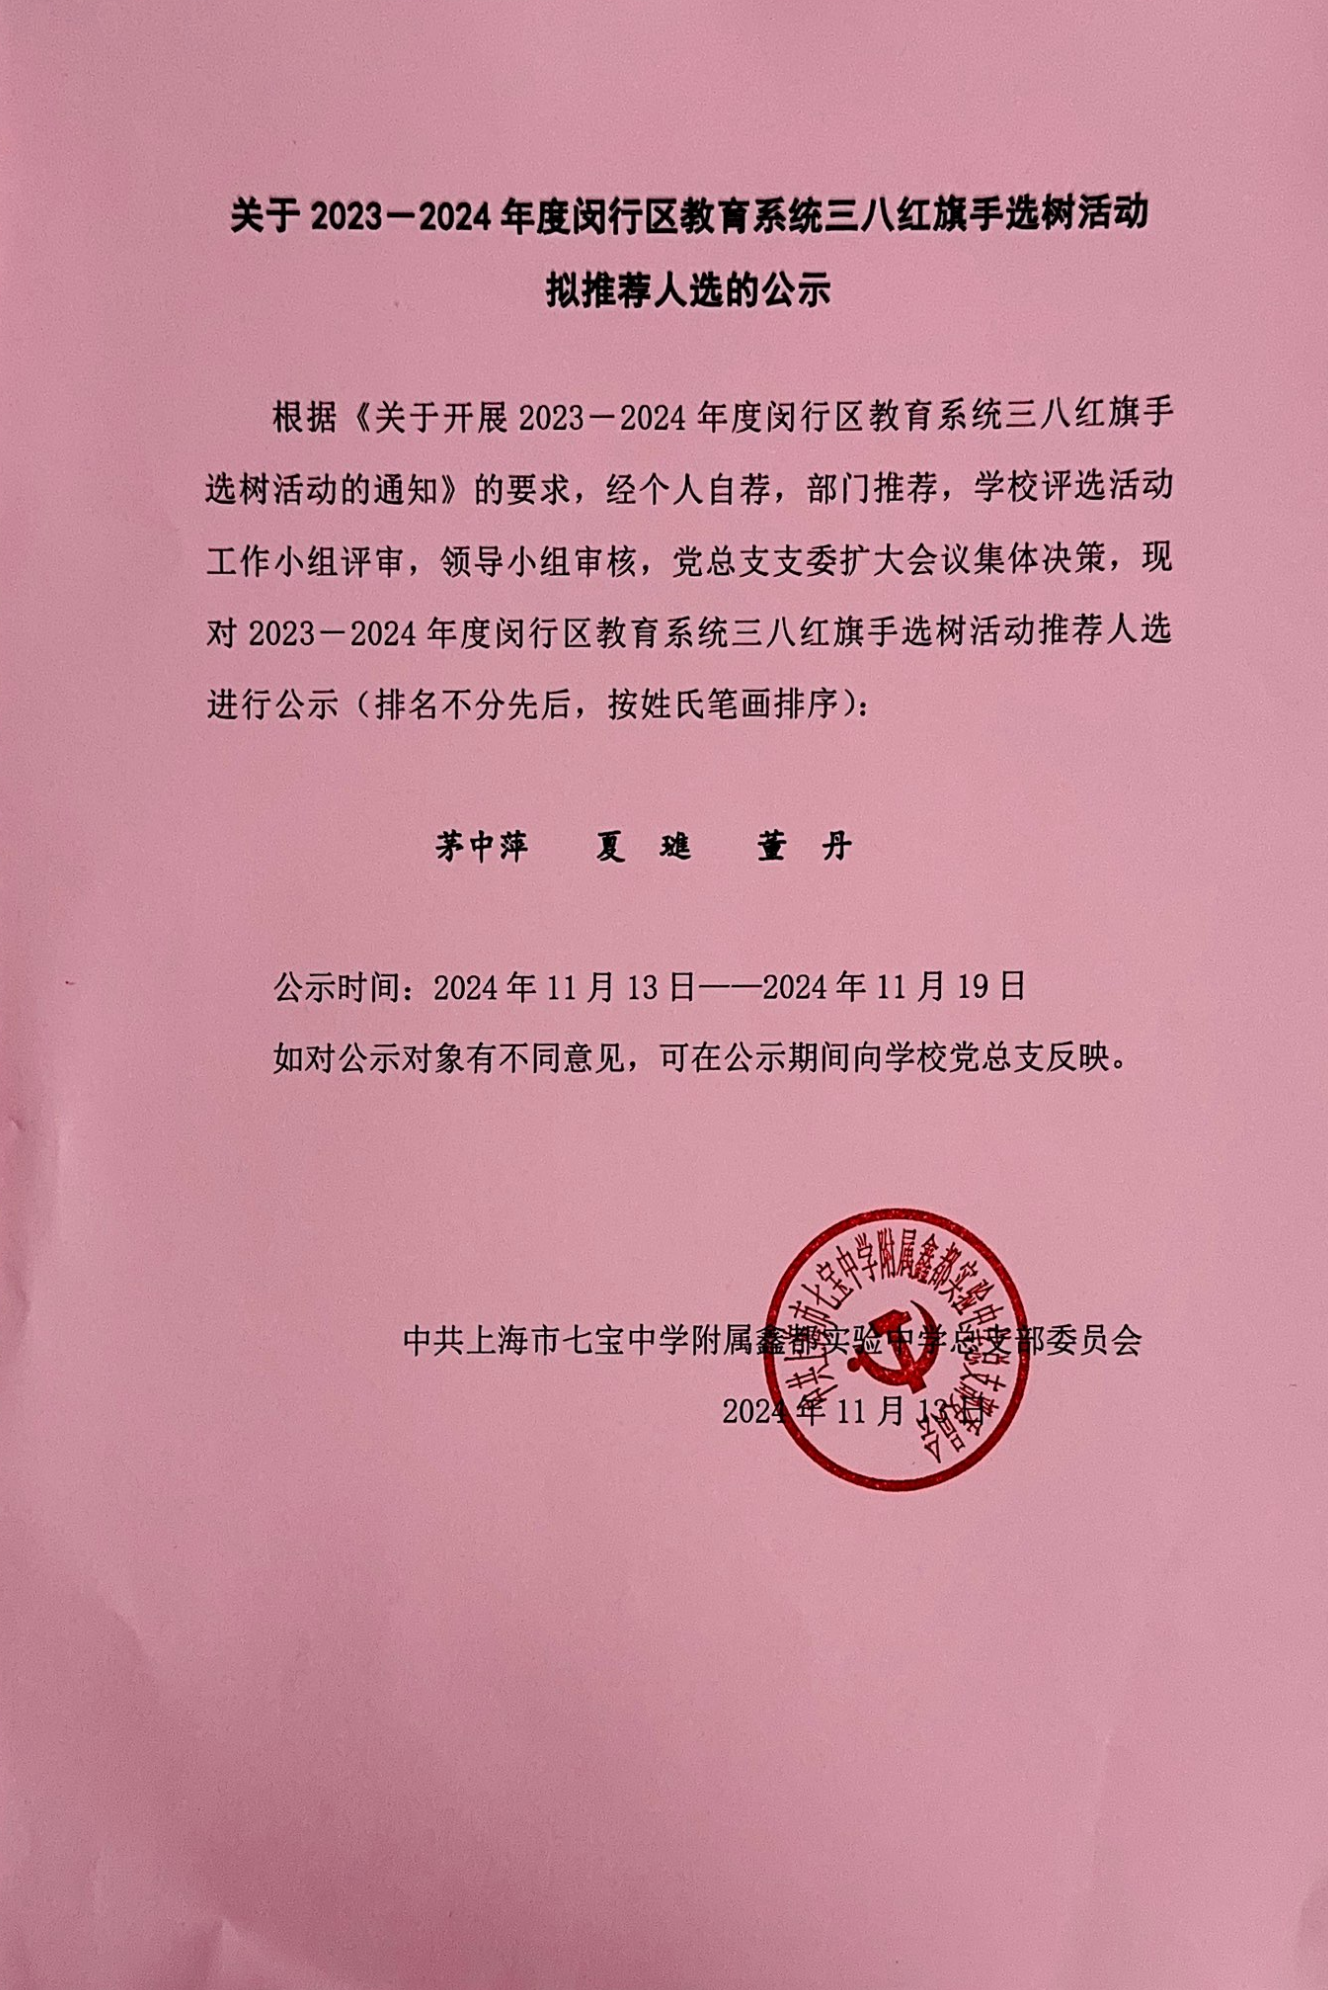 关于 2023－2024 年度闵行区教育系统三八红旗手选树活动
拟推荐人选的公示
根据《关于开展 2023－2024 年度闵行区教育系统三八红旗手
选树活动的通知》的要求，经个人自荐，部门推荐，学校评选活动
工作小组评审，领导小组审核，党总支支委扩大会议集体决策，现
对 2023－2024 年度闵行区教育系统三八红旗手选树活动推荐人选
进行公示（排名不分先后，按姓氏笔画排序）：
茅中萍 夏 琟 董 丹
公示时间：2024 年 11 月 13 日——2024 年 11 月 19 日
如对公示对象有不同意见，可在公示期间向学校党总支反映。
中共上海市七宝中学附属鑫都实验中学总支部委员会
2024 年 11 月 13 日
中共上海市七宝中学附属鑫都实验中学总支部委员会